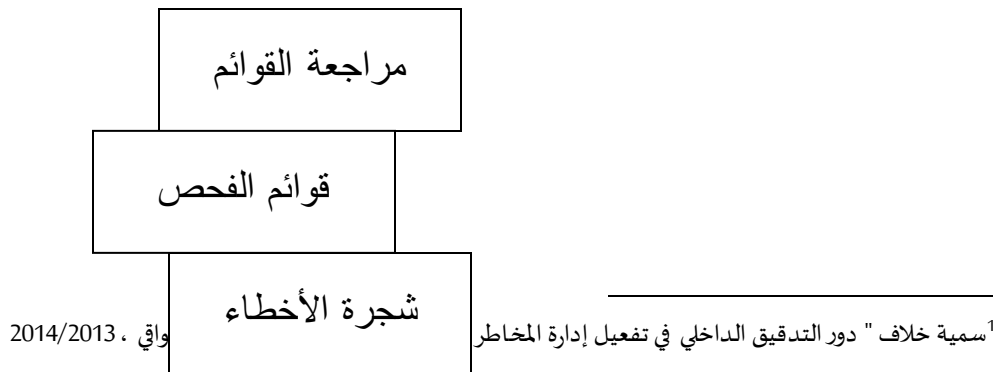 مراجعة القوائم
قوائم الفحص
شجرة الأخطاء
1سمية خلاف " دور التدقيق الداخلي في تفعيل إدارة المخاطر واقي ، 2014/2013